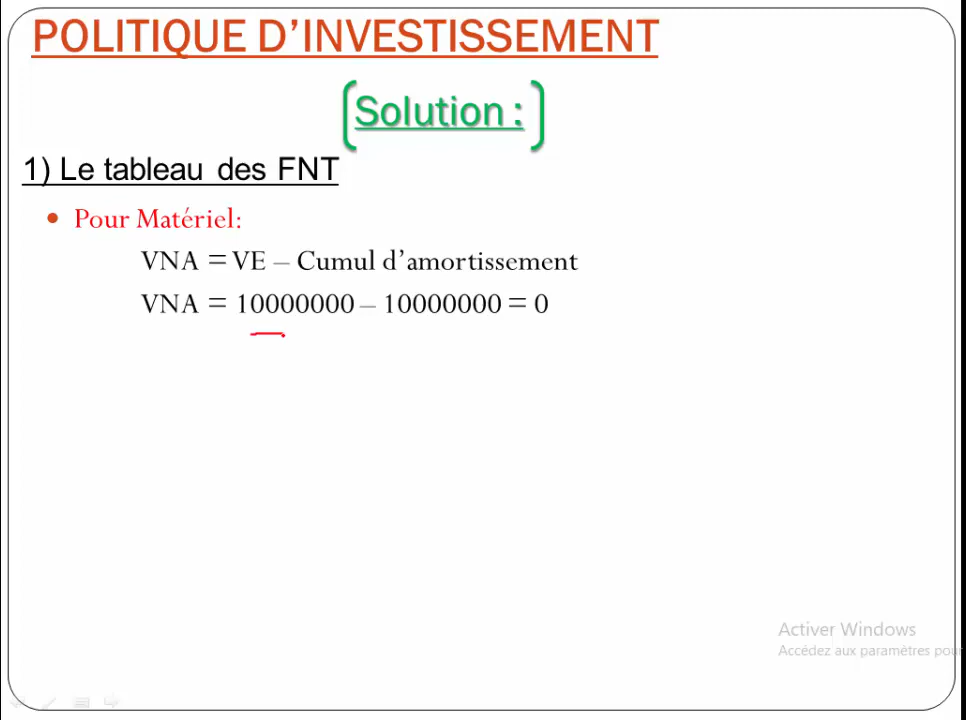 POLITIQUE D’INVESTISSEMENT
Solution :
1) Le tableau des FNT
• Pour Matériel:
VNA = VE – Cumul d’amortissement
VNA = 10000000 – 10000000 = 0
Activer Windows
Accédez aux paramètres pour